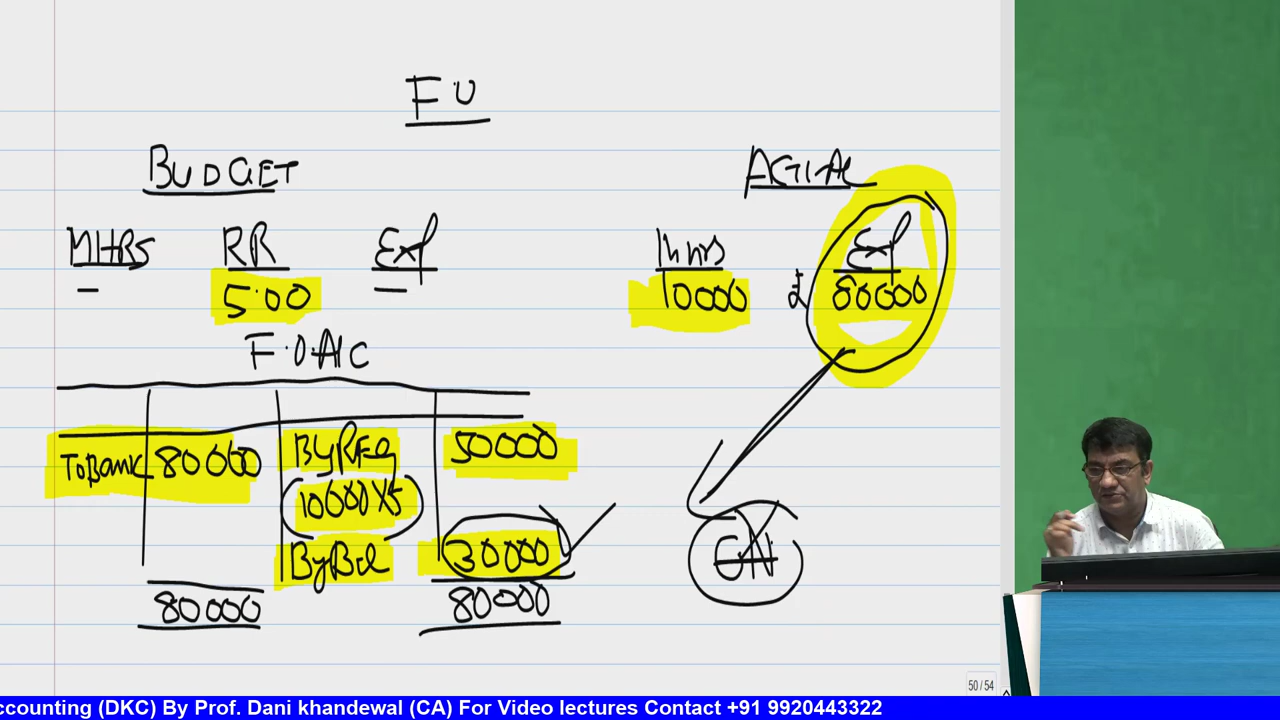 F O
BUDGET
ACTUAL
MHRS RR Exp
M hrs Exp
5.00
10000 ₹ 80000
F.O A/c
To Bank 80000 By RFG 50000
(10000 X 5)
By Bal 30000
80000 80000
50 / 54
ccounting (DKC) By Prof. Dani khandewal (CA) For Video lectures Contact +91 9920443322